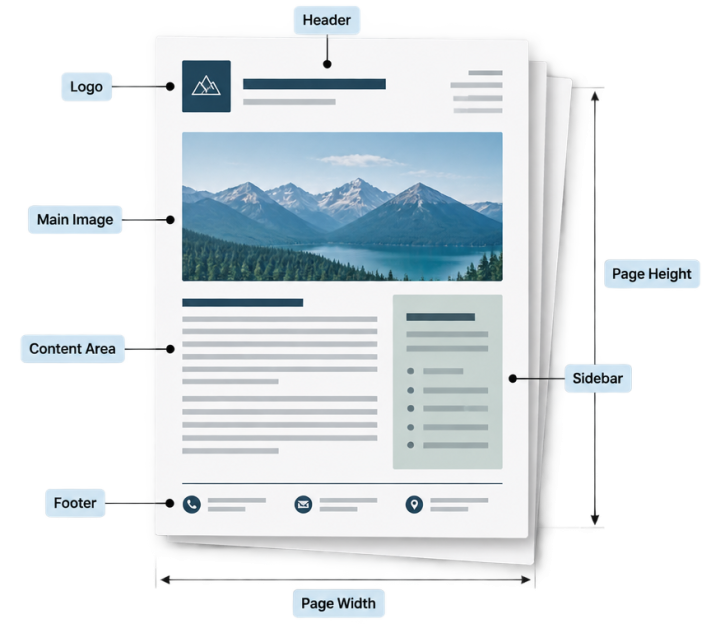 Header
Logo
Main Image
Page Height
Content Area
Sidebar
Footer
Page Width